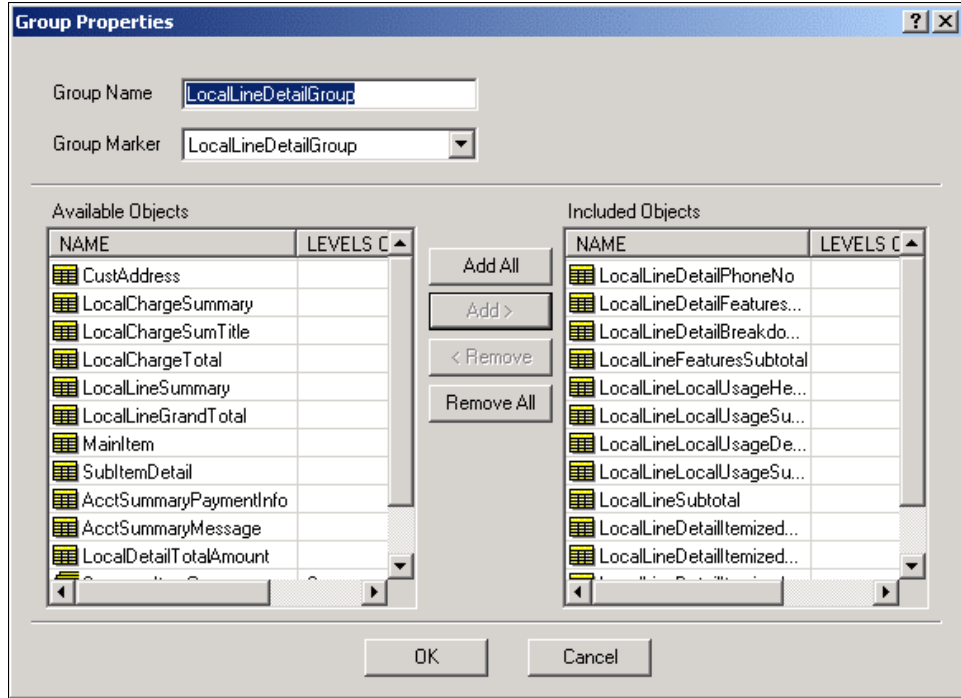 Group Properties
Group Name LocalLineDetailGroup
Group Marker LocalLineDetailGroup
Available Objects
NAME LEVELS C
CustAddress
LocalChargeSummary
LocalChargeSumTitle
LocalChargeTotal
LocalLineSummary
LocalLineGrandTotal
MainItem
SubItemDetail
AcctSummaryPaymentInfo
AcctSummaryMessage
LocalDetailTotalAmount
Add All
Add >
< Remove
Remove All
Included Objects
NAME LEVELS C
LocalLineDetailPhoneNo
LocalLineDetailFeatures...
LocalLineDetailBreakdo...
LocalLineFeaturesSubtotal
LocalLineLocalUsageHe...
LocalLineLocalUsageSu...
LocalLineLocalUsageDe...
LocalLineLocalUsageSu...
LocalLineSubtotal
LocalLineDetailItemized...
LocalLineDetailItemized...
OK Cancel